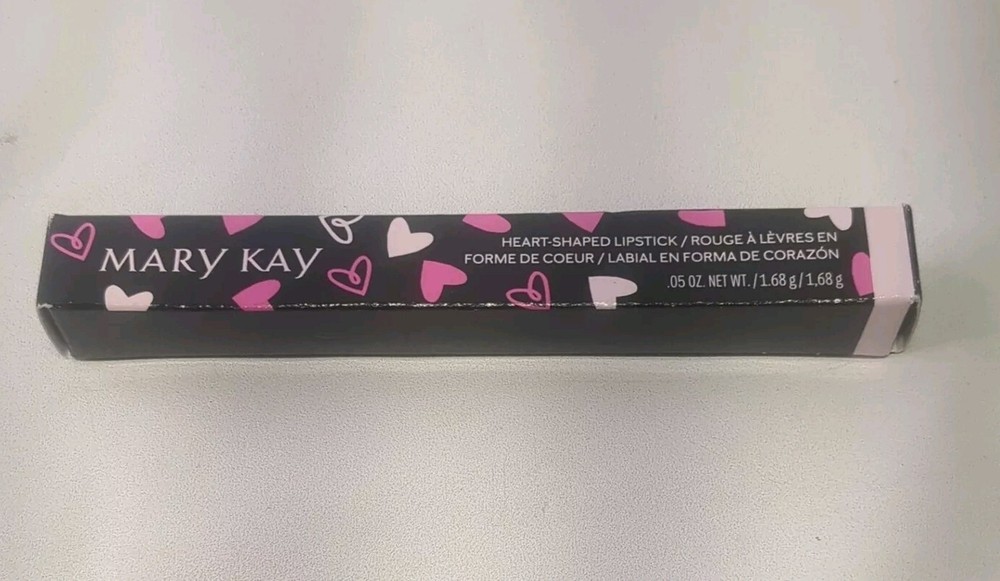 MARY KAY
HEART-SHAPED LIPSTICK / ROUGE À LÈVRES EN
FORME DE COEUR / LABIAL EN FORMA DE CORAZÓN
.05 OZ. NET WT. / 1.68 g / 1,68 g